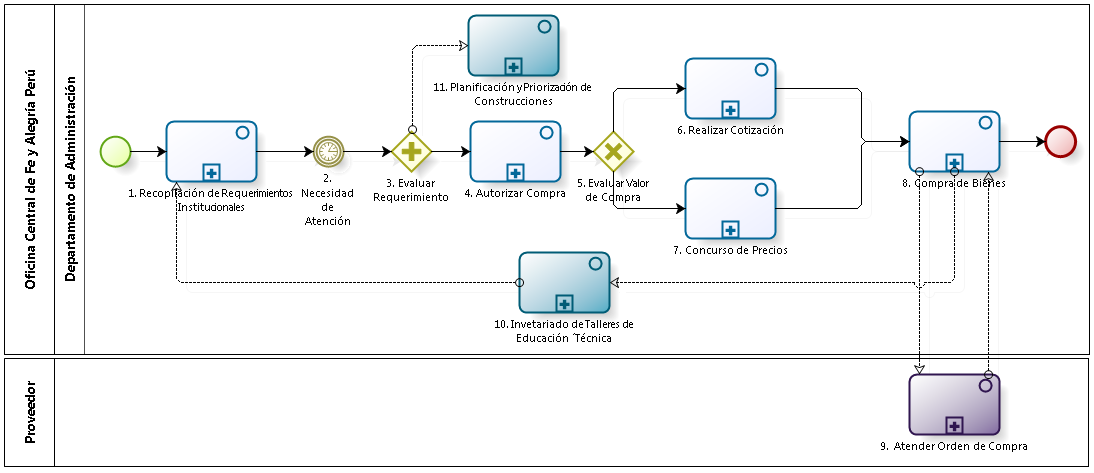 Oficina Central de Fe y Alegría Perú
Departamento de Administración
11. Planificación y Priorización de
Construcciones
6. Realizar Cotización
1. Recopilación de Requerimientos
Institucionales
2.
Necesidad
de
Atención
3. Evaluar
Requerimiento
4. Autorizar Compra
5. Evaluar Valor
de Compra
8. Compra de Bienes
7. Concurso de Precios
10. Invetariado de Talleres de
Educación ´Técnica
Proveedor
9. Atender Orden de Compra